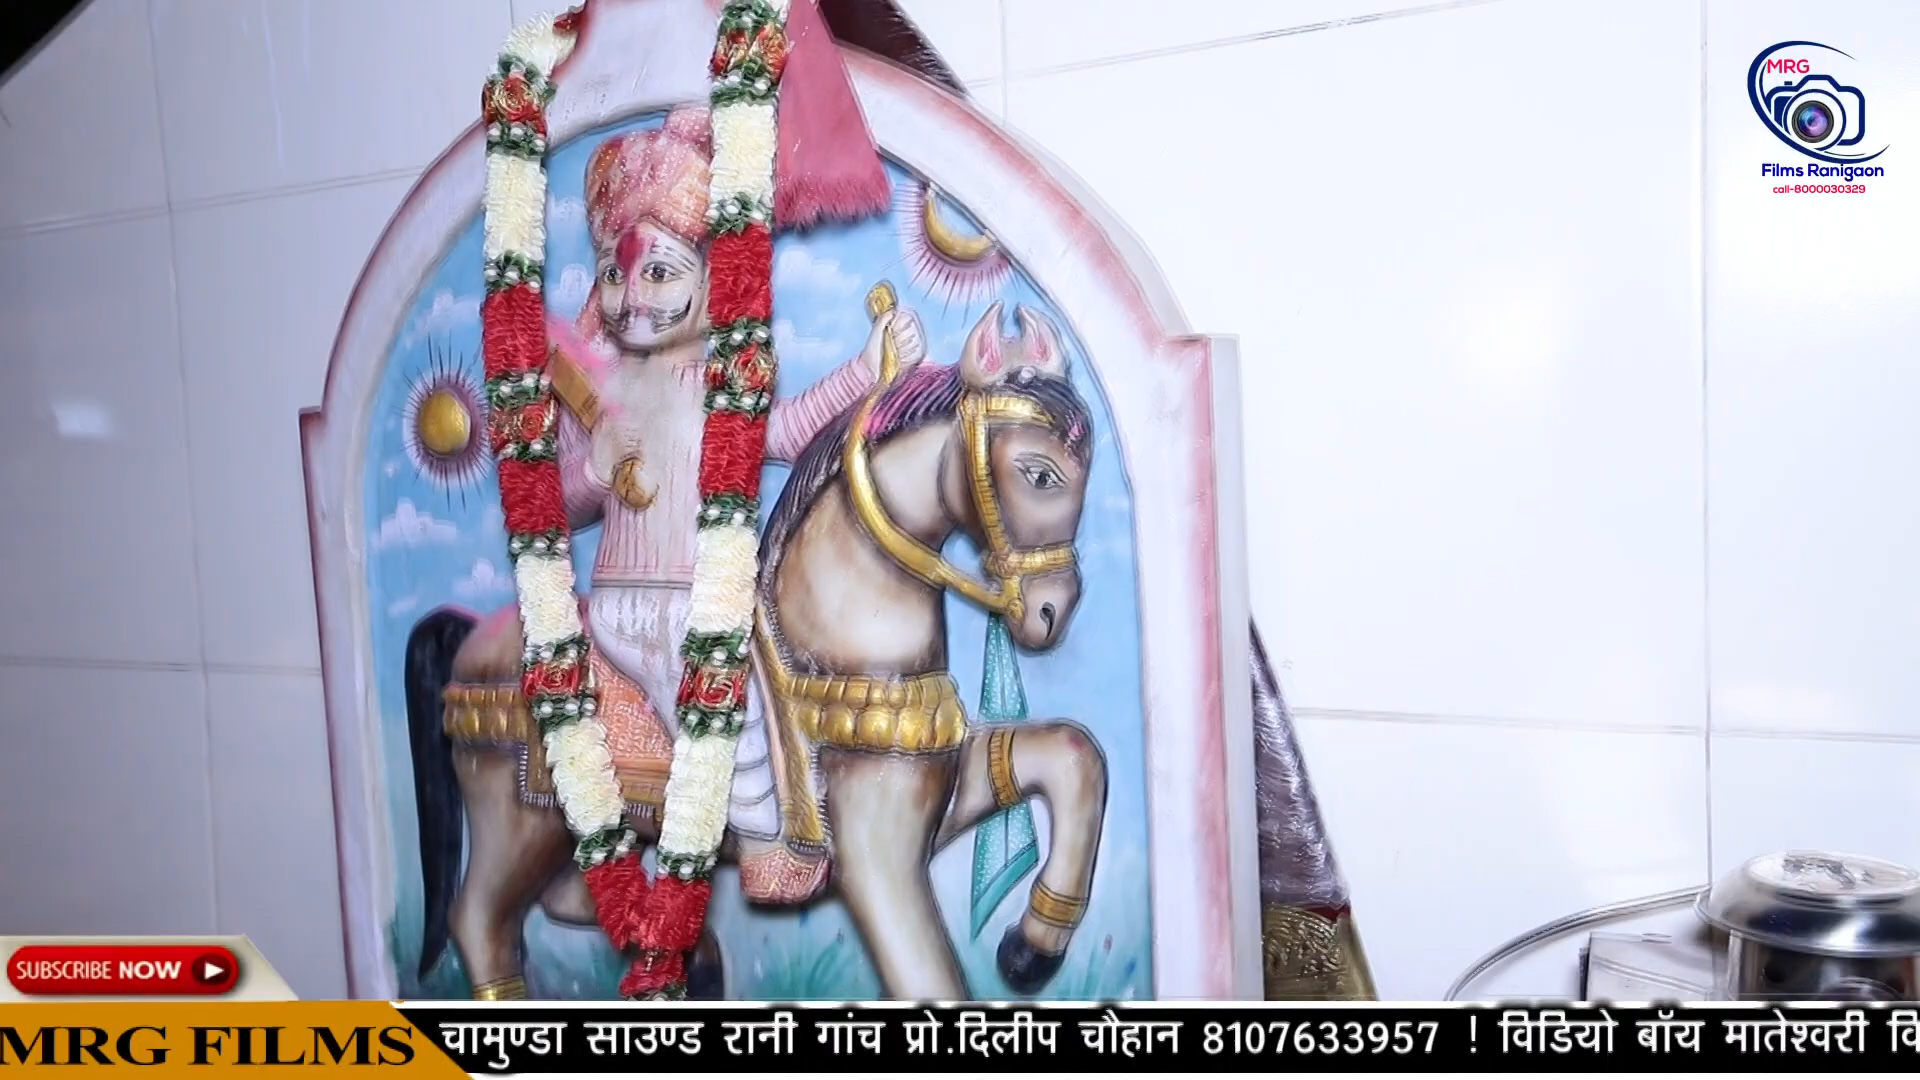 MRG
Films Ranigaon
call-8000030329
SUBSCRIBE NOW
MRG FILMS
चामुण्डा साउण्ड रानी गांच प्रो.दिलीप चौहान 8107633957 ! विडियो बॉय मातेश्वरी वि